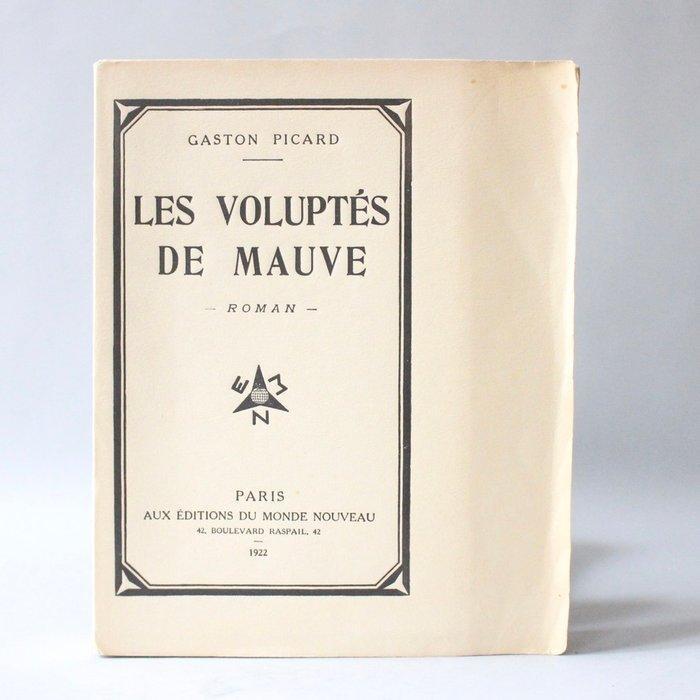 GASTON PICARD
LES VOLUPTÉS
DE MAUVE
— ROMAN —
E M
N
PARIS
AUX ÉDITIONS DU MONDE NOUVEAU
42, BOULEVARD RASPAIL, 42
1922